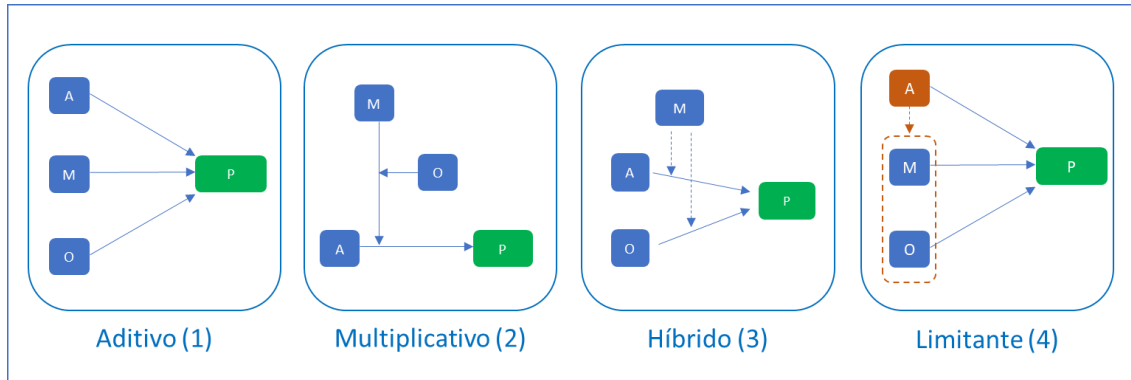 A
M
O
P
Aditivo (1)
M
O
A
P
Multiplicativo (2)
M
A
O
P
Híbrido (3)
A
M
O
P
Limitante (4)